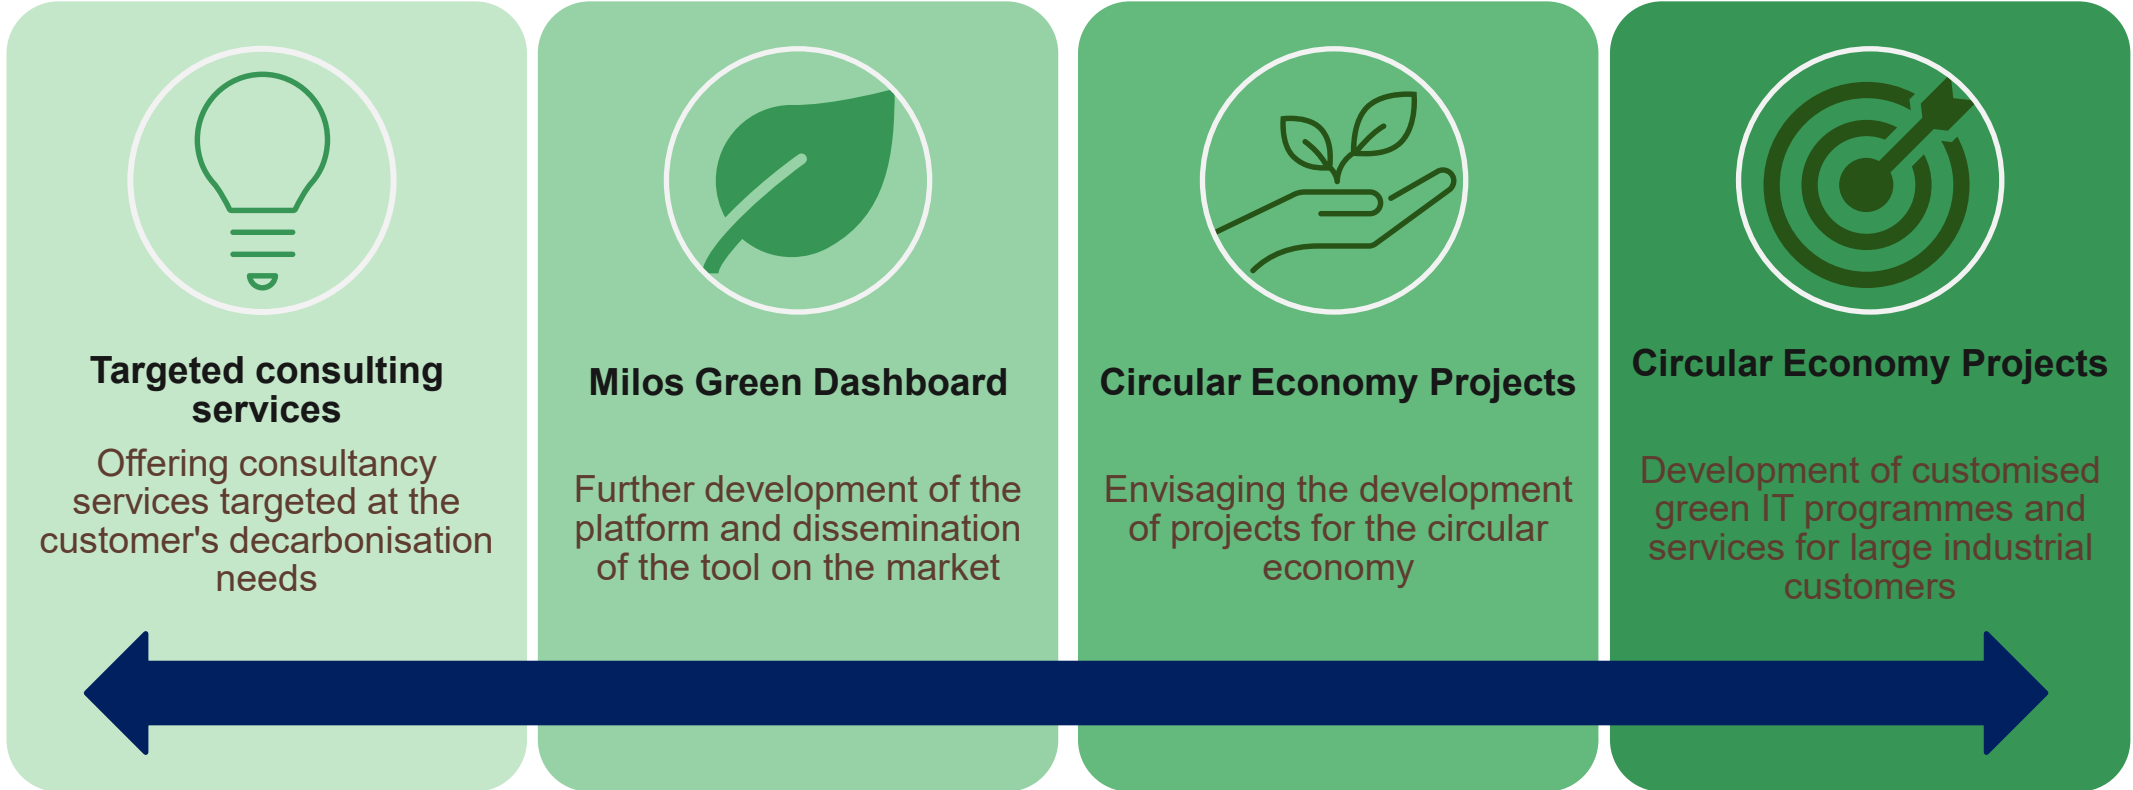 Targeted consulting
services
Offering consultancy
services targeted at the
customer's decarbonisation
needs
Milos Green Dashboard
Further development of the
platform and dissemination
of the tool on the market
Circular Economy Projects
Envisaging the development
of projects for the circular
economy
Circular Economy Projects
Development of customised
green IT programmes and
services for large industrial
customers